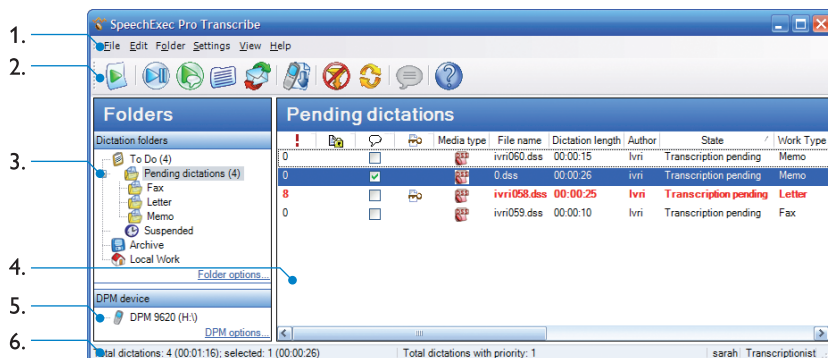 SpeechExec Pro Transcribe
1.
File Edit Folder Settings View Help
2.
Folders
Pending dictations
Dictation folders
! Media type File name Dictation length Author State Work Type
To Do (4)
0 ivri060.dss 00:00:15 Ivri Transcription pending Memo
3.
Pending dictations (4)
0 0.dss 00:00:26 Ivri Transcription pending Memo
Fax
8 ivri058.dss 00:00:25 Ivri Transcription pending Letter
Letter
0 ivri059.dss 00:00:10 Ivri Transcription pending Fax
Memo
Suspended
Archive
Local Work
4.
Folder options...
DPM device
5.
DPM 9620 (H:\)
DPM options...
6.
Total dictations: 4 (00:01:16); selected: 1 (00:00:26) Total dictations with priority: 1 sarah Transcriptionist